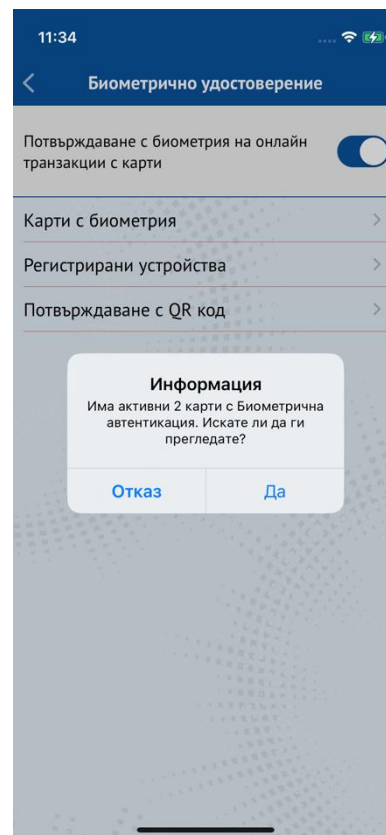 11:34
Биометрично удостоверение
Потвърждаване с биометрия на онлайн
транзакции с карти
Карти с биометрия
Регистрирани устройства
Потвърждаване с QR код
Информация
Има активни 2 карти с Биометрична
автентикация. Искате ли да ги
прегледате?
Отказ
Да